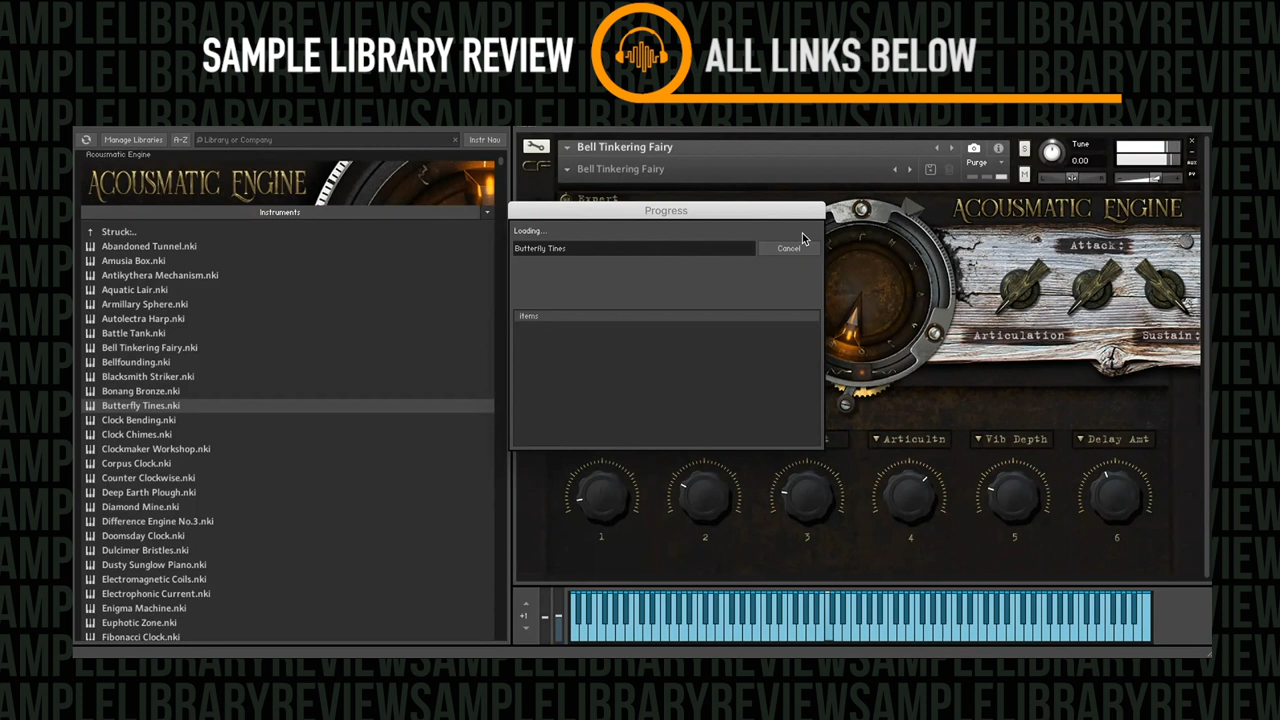 SAMPLE LIBRARY REVIEW
ALL LINKS BELOW
Manage Libraries
A-Z
Library or Company
Instr Nav
Acousmatic Engine
ACOUSMATIC ENGINE
Instruments
Struck:..
Abandoned Tunnel.nki
Amusia Box.nki
Antikythera Mechanism.nki
Aquatic Lair.nki
Armillary Sphere.nki
Autolectra Harp.nki
Battle Tank.nki
Bell Tinkering Fairy.nki
Bellfounding.nki
Blacksmith Striker.nki
Bonang Bronze.nki
Butterfly Tines.nki
Clock Bending.nki
Clock Chimes.nki
Clockmaker Workshop.nki
Corpus Clock.nki
Counter Clockwise.nki
Deep Earth Plough.nki
Diamond Mine.nki
Difference Engine No.3.nki
Doomsday Clock.nki
Dulcimer Bristles.nki
Dusty Sunglow Piano.nki
Electromagnetic Coils.nki
Electrophonic Current.nki
Enigma Machine.nki
Euphotic Zone.nki
Fibonacci Clock.nki
Bell Tinkering Fairy
Bell Tinkering Fairy
Purge
S
M
Tune
0.00
AUX
PV
Expert
Progress
Loading...
Butterfly Tines
Cancel
items
ACOUSMATIC ENGINE
Attack:
Articulation
Sustain:
Articultn
Vib Depth
Delay Amt
1
2
3
4
5
6
+1